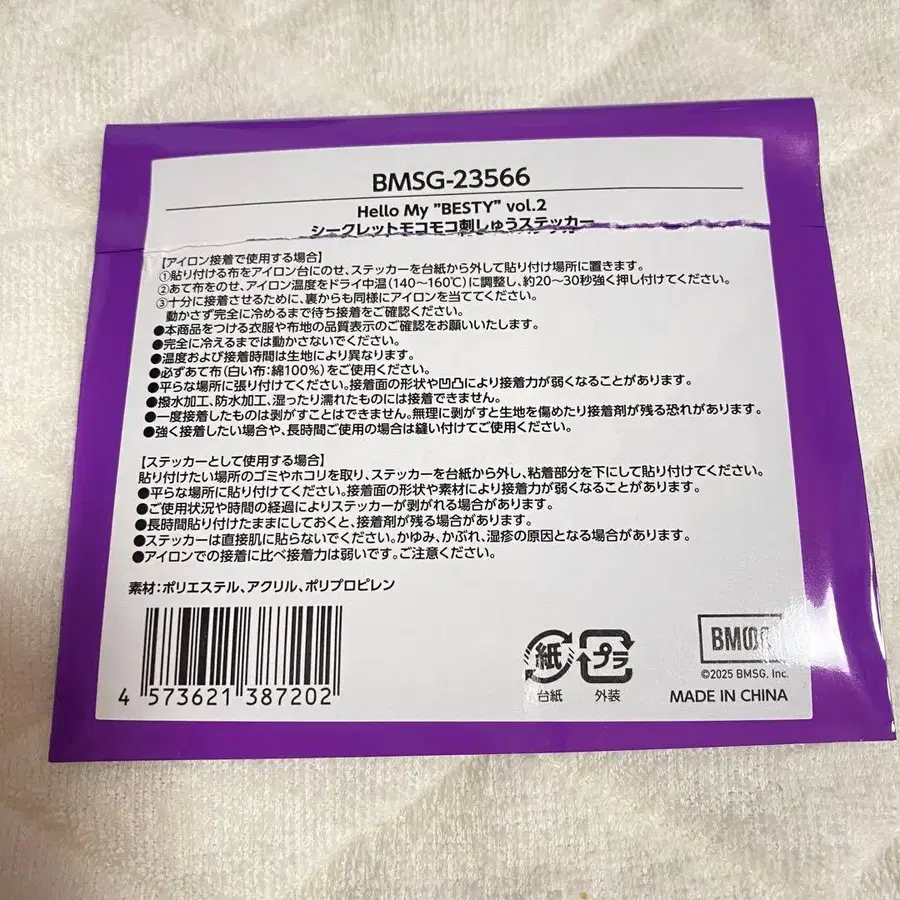 BMSG-23566
Hello My "BESTY" vol.2
シークレットモコモコ刺しゅうステッカー
【アイロン接着で使用する場合】
①貼り付ける布をアイロン台にのせ、ステッカーを台紙から外して貼り付け場所に置きます。
②あて布をのせ、アイロン温度をドライ中温(140〜160℃)に調整し、約20〜30秒強く押し付けてください。
③十分に接着させるために、裏からも同様にアイロンを当ててください。
動かさず完全に冷めるまで待ち接着をご確認ください。
●本商品をつける衣服や布地の品質表示のご確認をお願いいたします。
●完全に冷えるまでは動かさないでください。
●温度および接着時間は生地により異なります。
●必ずあて布(白い布:綿100%)をご使用ください。
●平らな場所に張り付けてください。接着面の形状や凹凸により接着力が弱くなることがあります。
●撥水加工、防水加工、湿ったり濡れたものには接着できません。
●一度接着したものは剥がすことはできません。無理に剥がすと生地を傷めたり接着剤が残る恐れがあります。
●強く接着したい場合や、長時間ご使用の場合は縫い付けてご使用ください。
【ステッカーとして使用する場合】
貼り付けたい場所のゴミやホコリを取り、ステッカーを台紙から外し、粘着部分を下にして貼り付けてください。
●平らな場所に貼り付けてください。接着面の形状や素材により接着力が弱くなることがあります。
●ご使用状況や時間の経過によりステッカーが剥がれる場合があります。
●長時間貼り付けたままにしておくと、接着剤が残る場合があります。
●ステッカーは直接肌に貼らないでください。かゆみ、かぶれ、湿疹の原因となる場合があります。
●アイロンでの接着に比べ接着力は弱いです。ご注意ください。
素材:ポリエステル、アクリル、ポリプロピレン
4 573621 387202
紙
台紙
プラ
外装
©2025 BMSG, Inc.
MADE IN CHINA